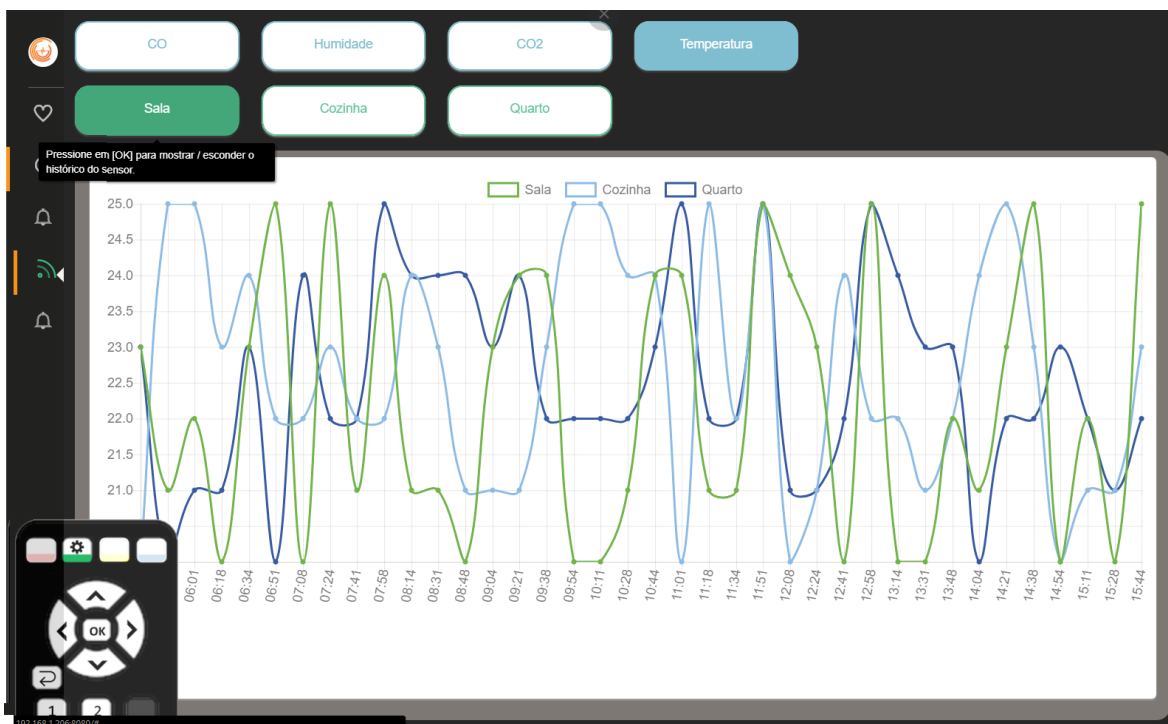 CO Humidade CO2 Temperatura
Sala Cozinha Quarto
Pressione em [OK] para mostrar / esconder o
histórico do sensor.
Sala Cozinha Quarto
25.0
24.5
24.0
23.5
23.0
22.5
22.0
21.5
21.0
06:01 06:18 06:34 06:51 07:08 07:24 07:41 07:58 08:14 08:31 08:48 09:04 09:21 09:38 09:54 10:11 10:28 10:44 11:01 11:18 11:34 11:51 12:08 12:24 12:41 12:58 13:14 13:31 13:48 14:04 14:21 14:38 14:54 15:11 15:28 15:44
OK
1 2
192.168.1.206:8080/#